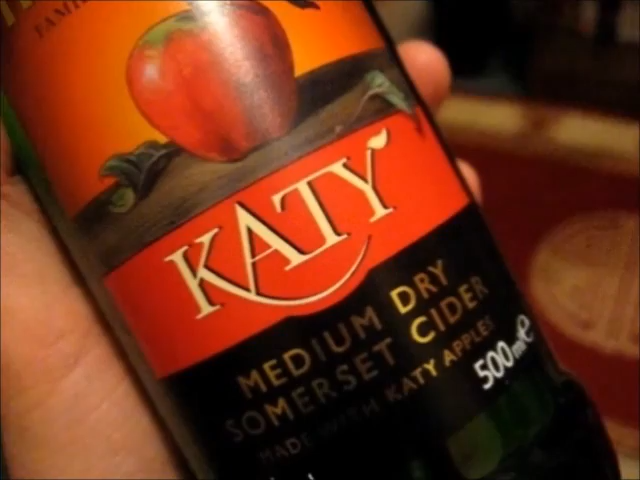 KATY
MEDIUM DRY
SOMERSET CIDER
MADE WITH KATY APPLES
500ml e